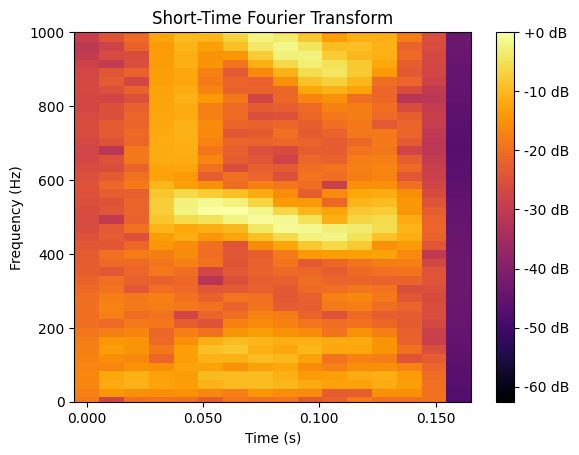 Short-Time Fourier Transform
1000
800
600
400
200
0
Frequency (Hz)
0.000
0.050
0.100
0.150
Time (s)
+0 dB
-10 dB
-20 dB
-30 dB
-40 dB
-50 dB
-60 dB